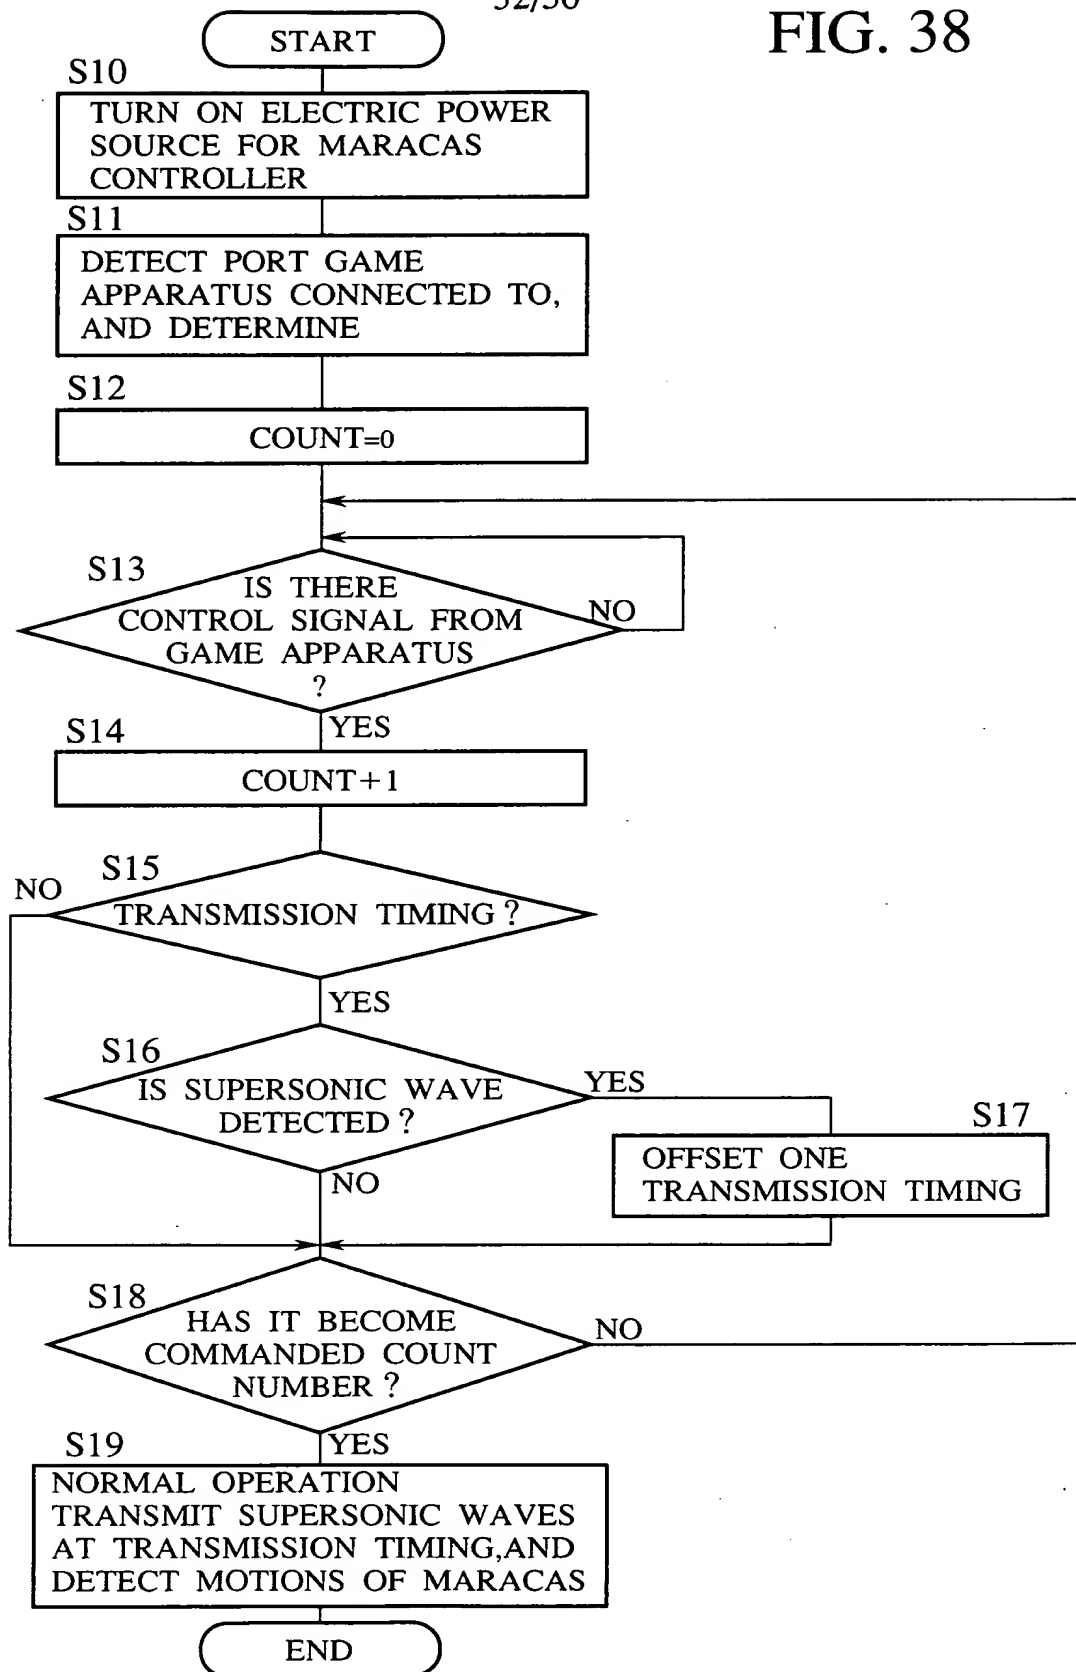 FIG. 38
START
S10
TURN ON ELECTRIC POWER
SOURCE FOR MARACAS
CONTROLLER
S11
DETECT PORT GAME
APPARATUS CONNECTED TO,
AND DETERMINE
S12
COUNT=0
S13
IS THERE
CONTROL SIGNAL FROM
GAME APPARATUS
?
NO
YES
S14
COUNT+1
S15
NO
TRANSMISSION TIMING ?
YES
S16
IS SUPERSONIC WAVE
DETECTED ?
YES
NO
S17
OFFSET ONE
TRANSMISSION TIMING
S18
HAS IT BECOME
COMMANDED COUNT
NUMBER ?
NO
YES
S19
NORMAL OPERATION
TRANSMIT SUPERSONIC WAVES
AT TRANSMISSION TIMING,AND
DETECT MOTIONS OF MARACAS
END